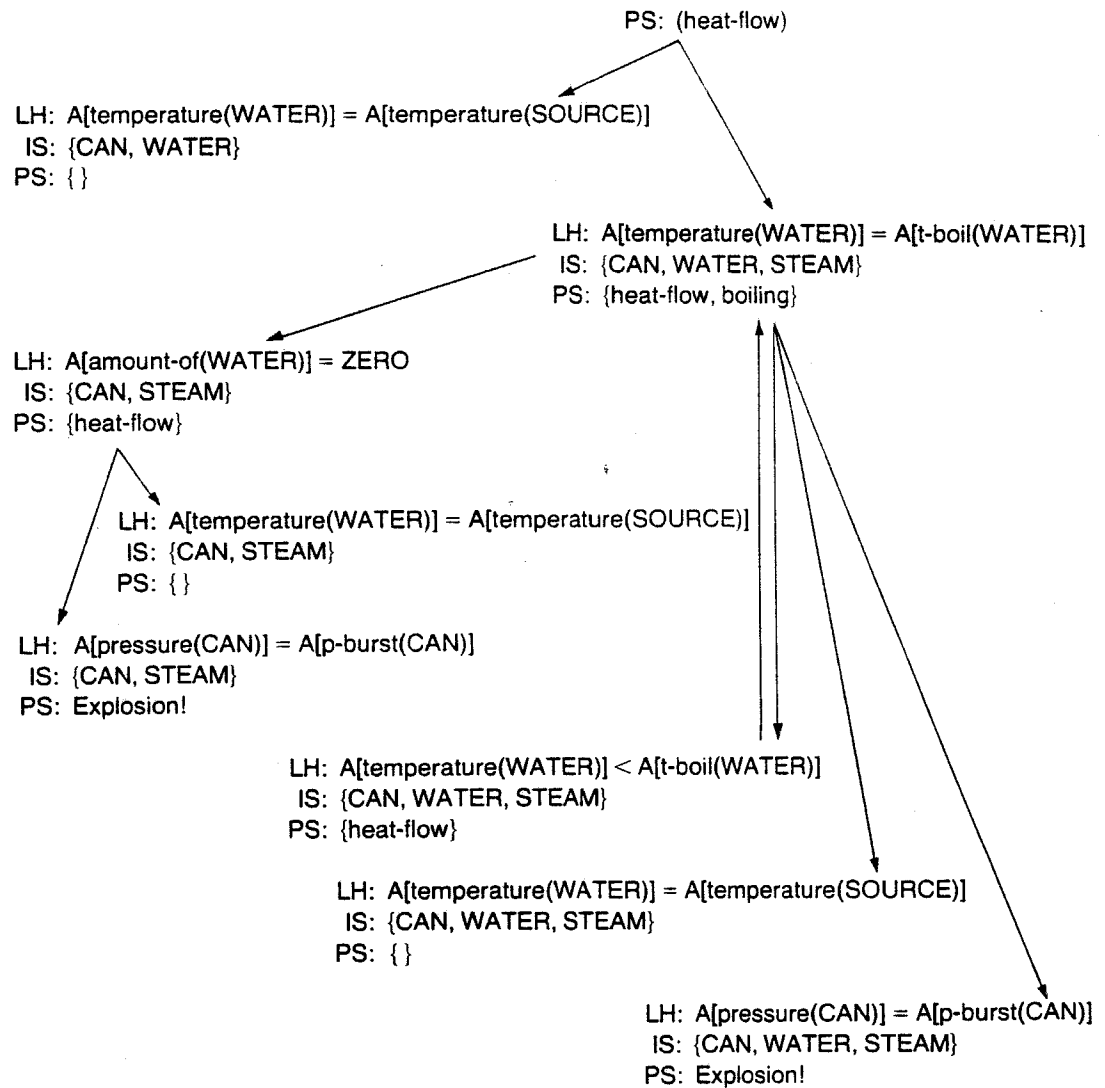 PS: (heat-flow)
LH: A[temperature(WATER)] = A[temperature(SOURCE)]
IS: {CAN, WATER}
PS: { }
LH: A[temperature(WATER)] = A[t-boil(WATER)]
IS: {CAN, WATER, STEAM}
PS: {heat-flow, boiling}
LH: A[amount-of(WATER)] = ZERO
IS: {CAN, STEAM}
PS: {heat-flow}
LH: A[temperature(WATER)] = A[temperature(SOURCE)]
IS: {CAN, STEAM}
PS: { }
LH: A[pressure(CAN)] = A[p-burst(CAN)]
IS: {CAN, STEAM}
PS: Explosion!
LH: A[temperature(WATER)] < A[t-boil(WATER)]
IS: {CAN, WATER, STEAM}
PS: {heat-flow}
LH: A[temperature(WATER)] = A[temperature(SOURCE)]
IS: {CAN, WATER, STEAM}
PS: { }
LH: A[pressure(CAN)] = A[p-burst(CAN)]
IS: {CAN, WATER, STEAM}
PS: Explosion!